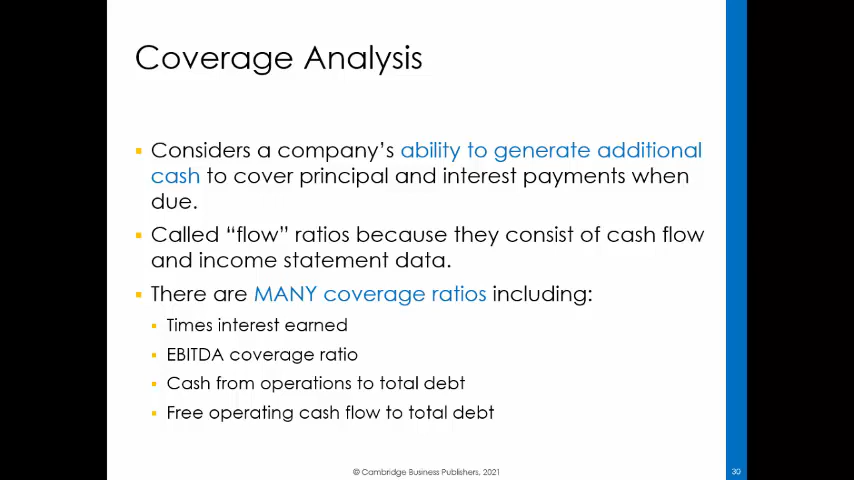 Coverage Analysis
▪ Considers a company's ability to generate additional
cash to cover principal and interest payments when
due.
▪ Called “flow” ratios because they consist of cash flow
and income statement data.
▪ There are MANY coverage ratios including:
▪ Times interest earned
▪ EBITDA coverage ratio
▪ Cash from operations to total debt
▪ Free operating cash flow to total debt
© Cambridge Business Publishers, 2021
30